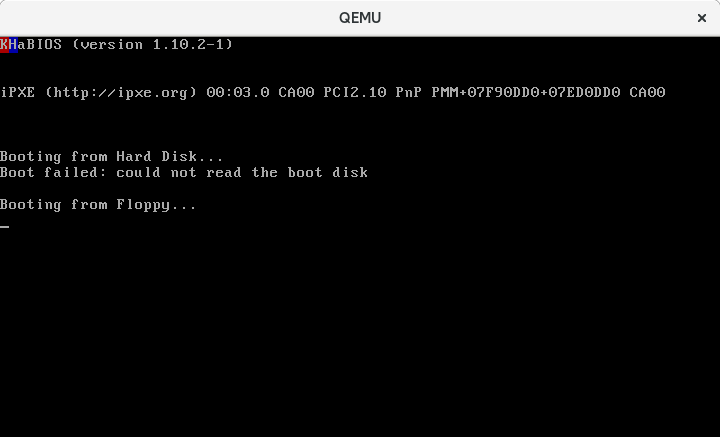 QEMU
KHaBIOS (version 1.10.2-1)
iPXE (http://ipxe.org) 00:03.0 CA00 PCI2.10 PnP PMM+07F90DD0+07ED0DD0 CA00
Booting from Hard Disk...
Boot failed: could not read the boot disk
Booting from Floppy...